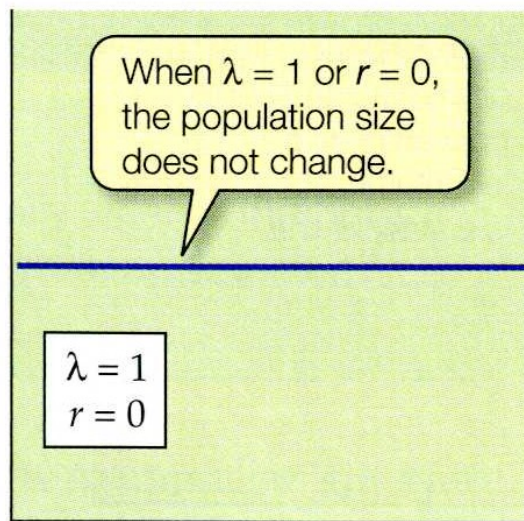 When λ = 1 or r = 0,
the population size
does not change.
λ = 1
r = 0